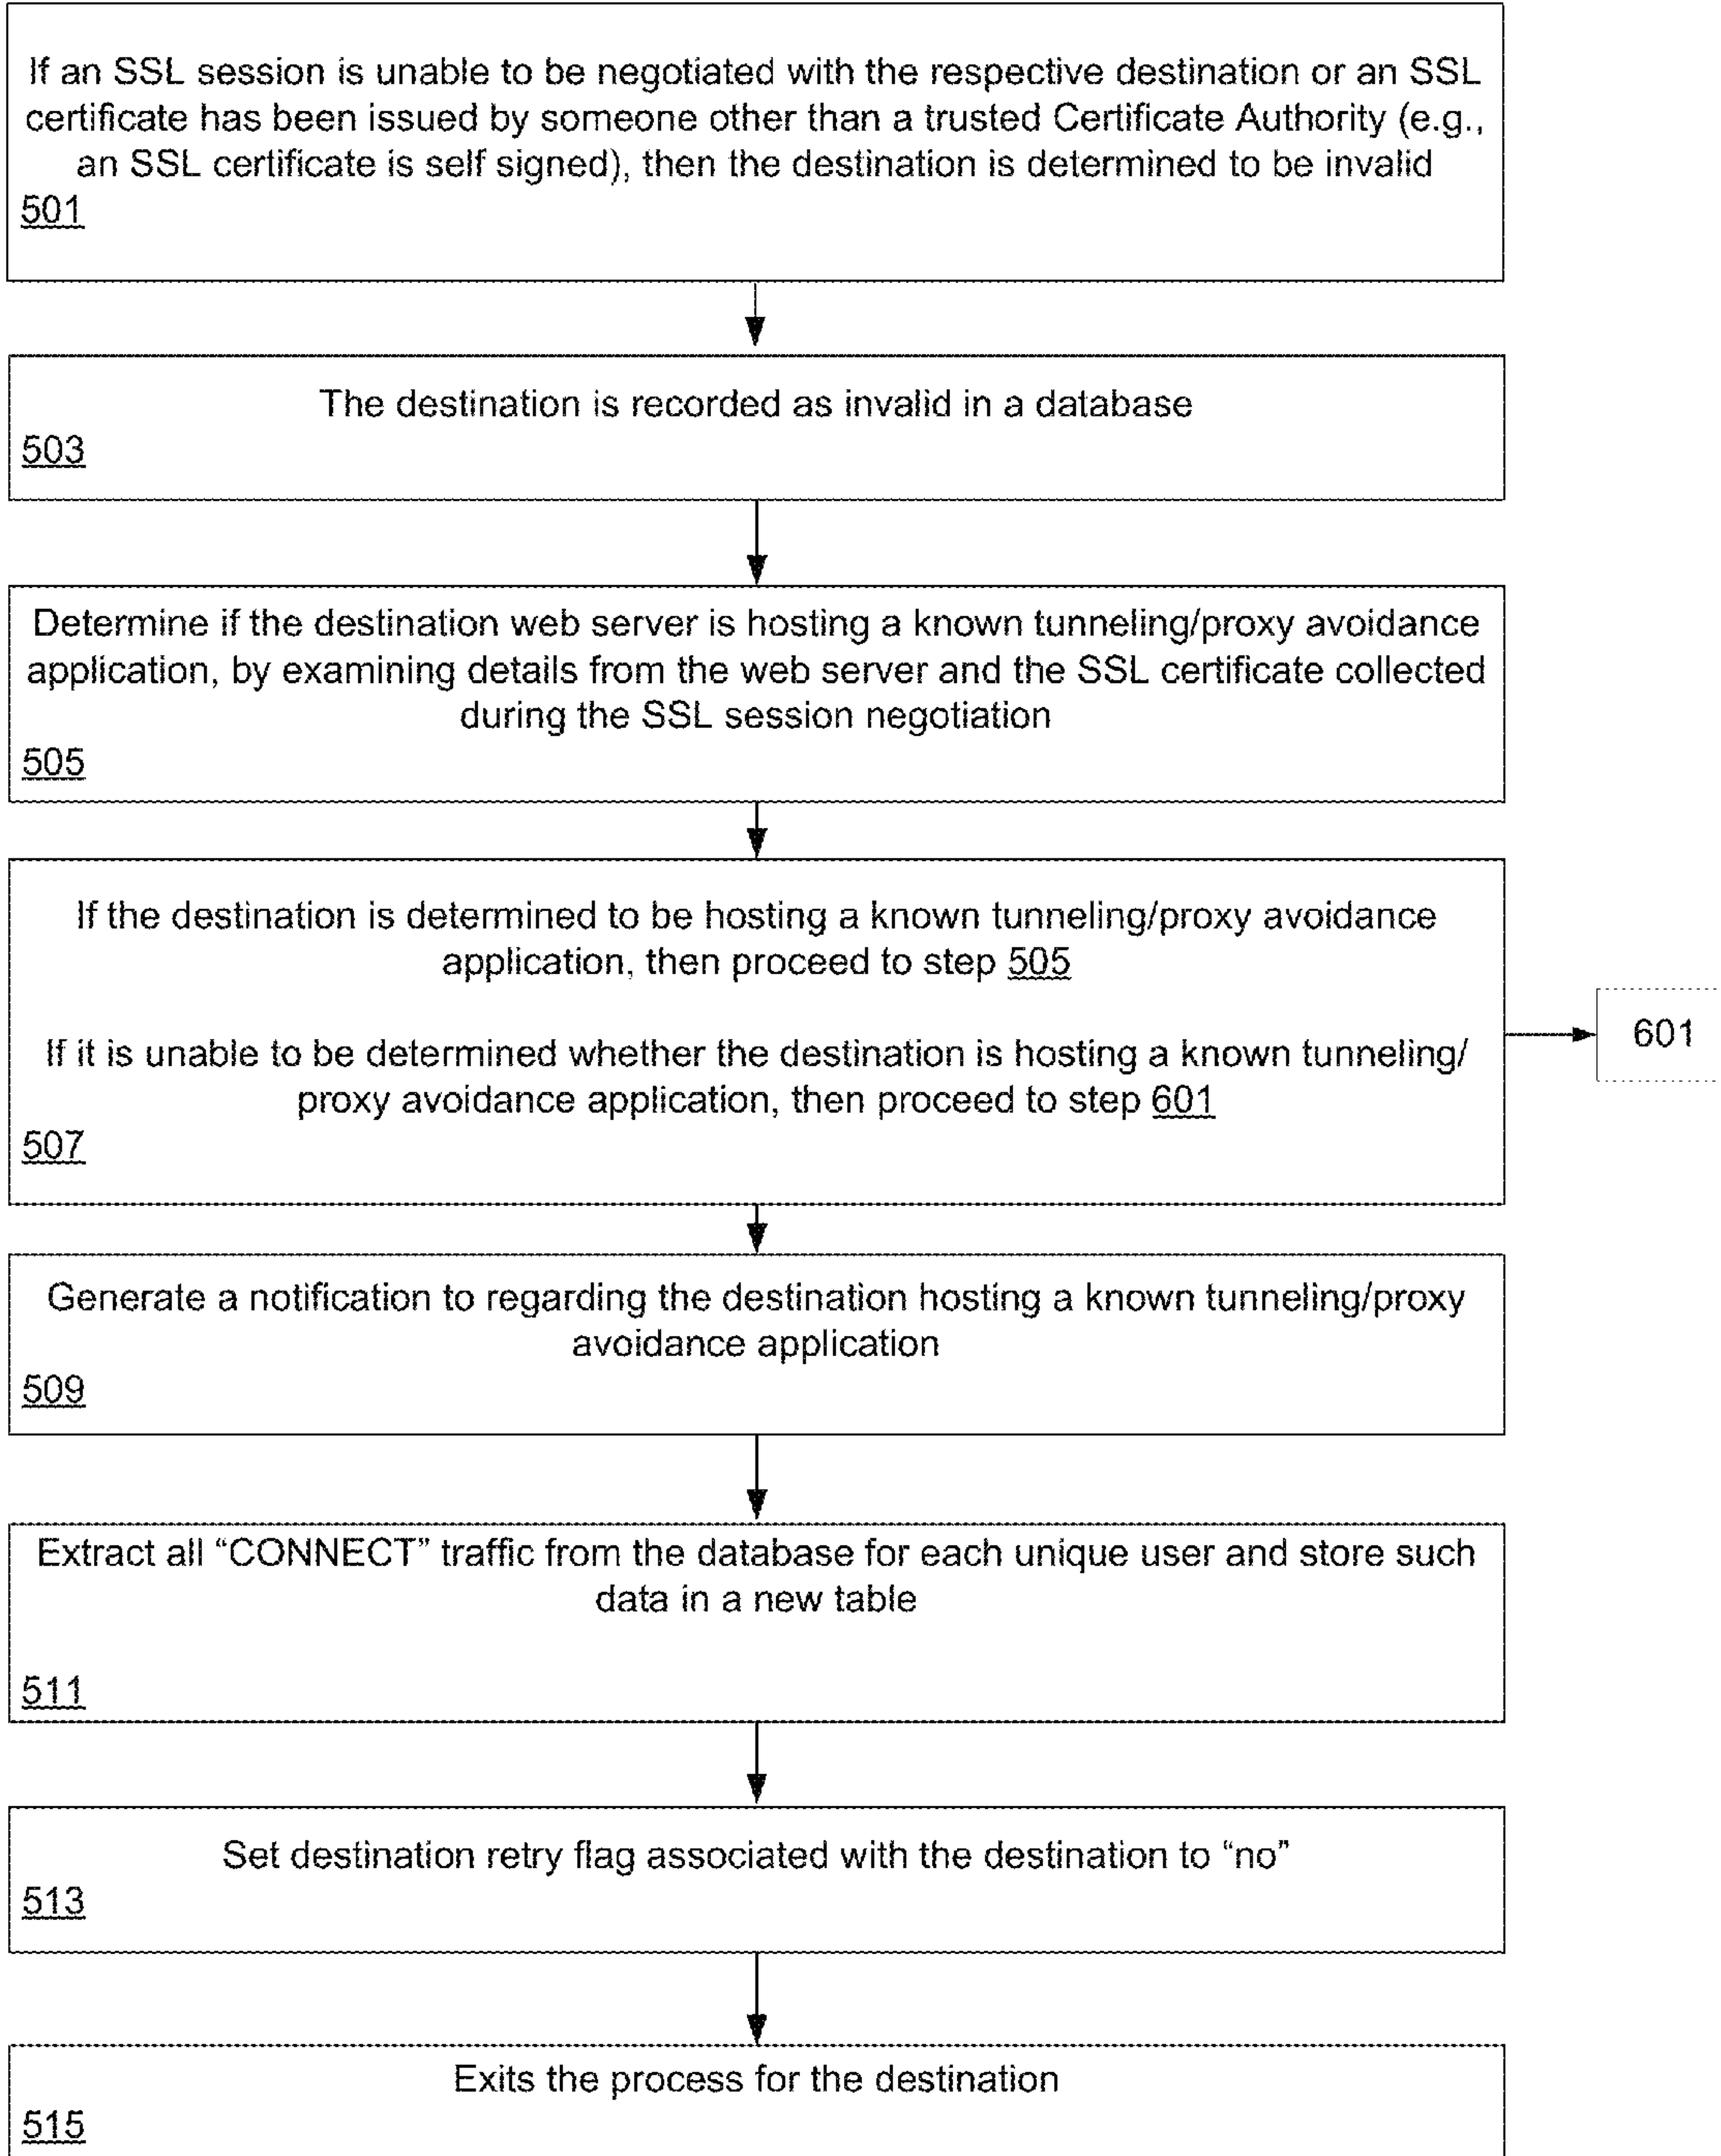 If an SSL session is unable to be negotiated with the respective destination or an SSL
certificate has been issued by someone other than a trusted Certificate Authority (e.g.,
an SSL certificate is self signed), then the destination is determined to be invalid
501
The destination is recorded as invalid in a database
503
Determine if the destination web server is hosting a known tunneling/proxy avoidance
application, by examining details from the web server and the SSL certificate collected
during the SSL session negotiation
505
If the destination is determined to be hosting a known tunneling/proxy avoidance
application, then proceed to step 505
If it is unable to be determined whether the destination is hosting a known tunneling/
proxy avoidance application, then proceed to step 601
507
601
Generate a notification to regarding the destination hosting a known tunneling/proxy
avoidance application
509
Extract all “CONNECT” traffic from the database for each unique user and store such
data in a new table
511
Set destination retry flag associated with the destination to “no”
513
Exits the process for the destination
515